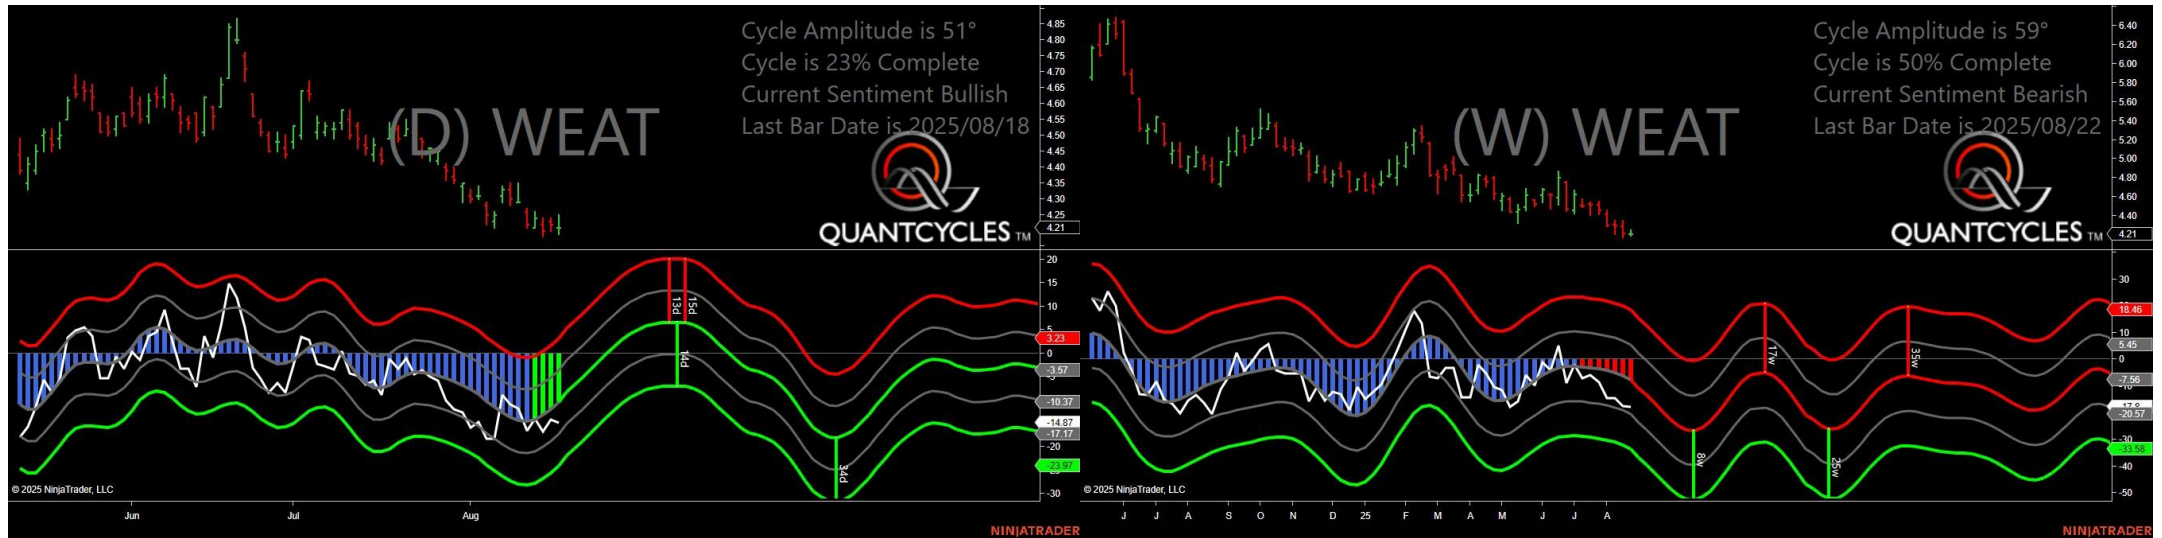 Cycle Amplitude is 51°
Cycle is 23% Complete
Current Sentiment Bullish
Last Bar Date is 2025/08/18
(D) WEAT
QUANTCYCLES TM
4.85
4.80
4.75
4.70
4.65
4.60
4.55
4.50
4.45
4.40
4.35
4.30
4.25
4.21
20
15
10
5
3.23
0
-3.57
-10.37
-14.87
-17.17
-20
-23.97
-30
13d
15d
14d
34d
© 2025 NinjaTrader, LLC
Jun
Jul
Aug
NINJATRADER
Cycle Amplitude is 59°
Cycle is 50% Complete
Current Sentiment Bearish
Last Bar Date is 2025/08/22
(W) WEAT
QUANTCYCLES TM
6.40
6.20
6.00
5.80
5.60
5.40
5.20
5.00
4.80
4.60
4.40
4.21
30
18.46
10
5.45
0
-7.56
-20.57
-30
-33.58
-40
-50
17w
35w
8w
25w
© 2025 NinjaTrader, LLC
J J A S O N D 25 F M A M J J A
NINJATRADER